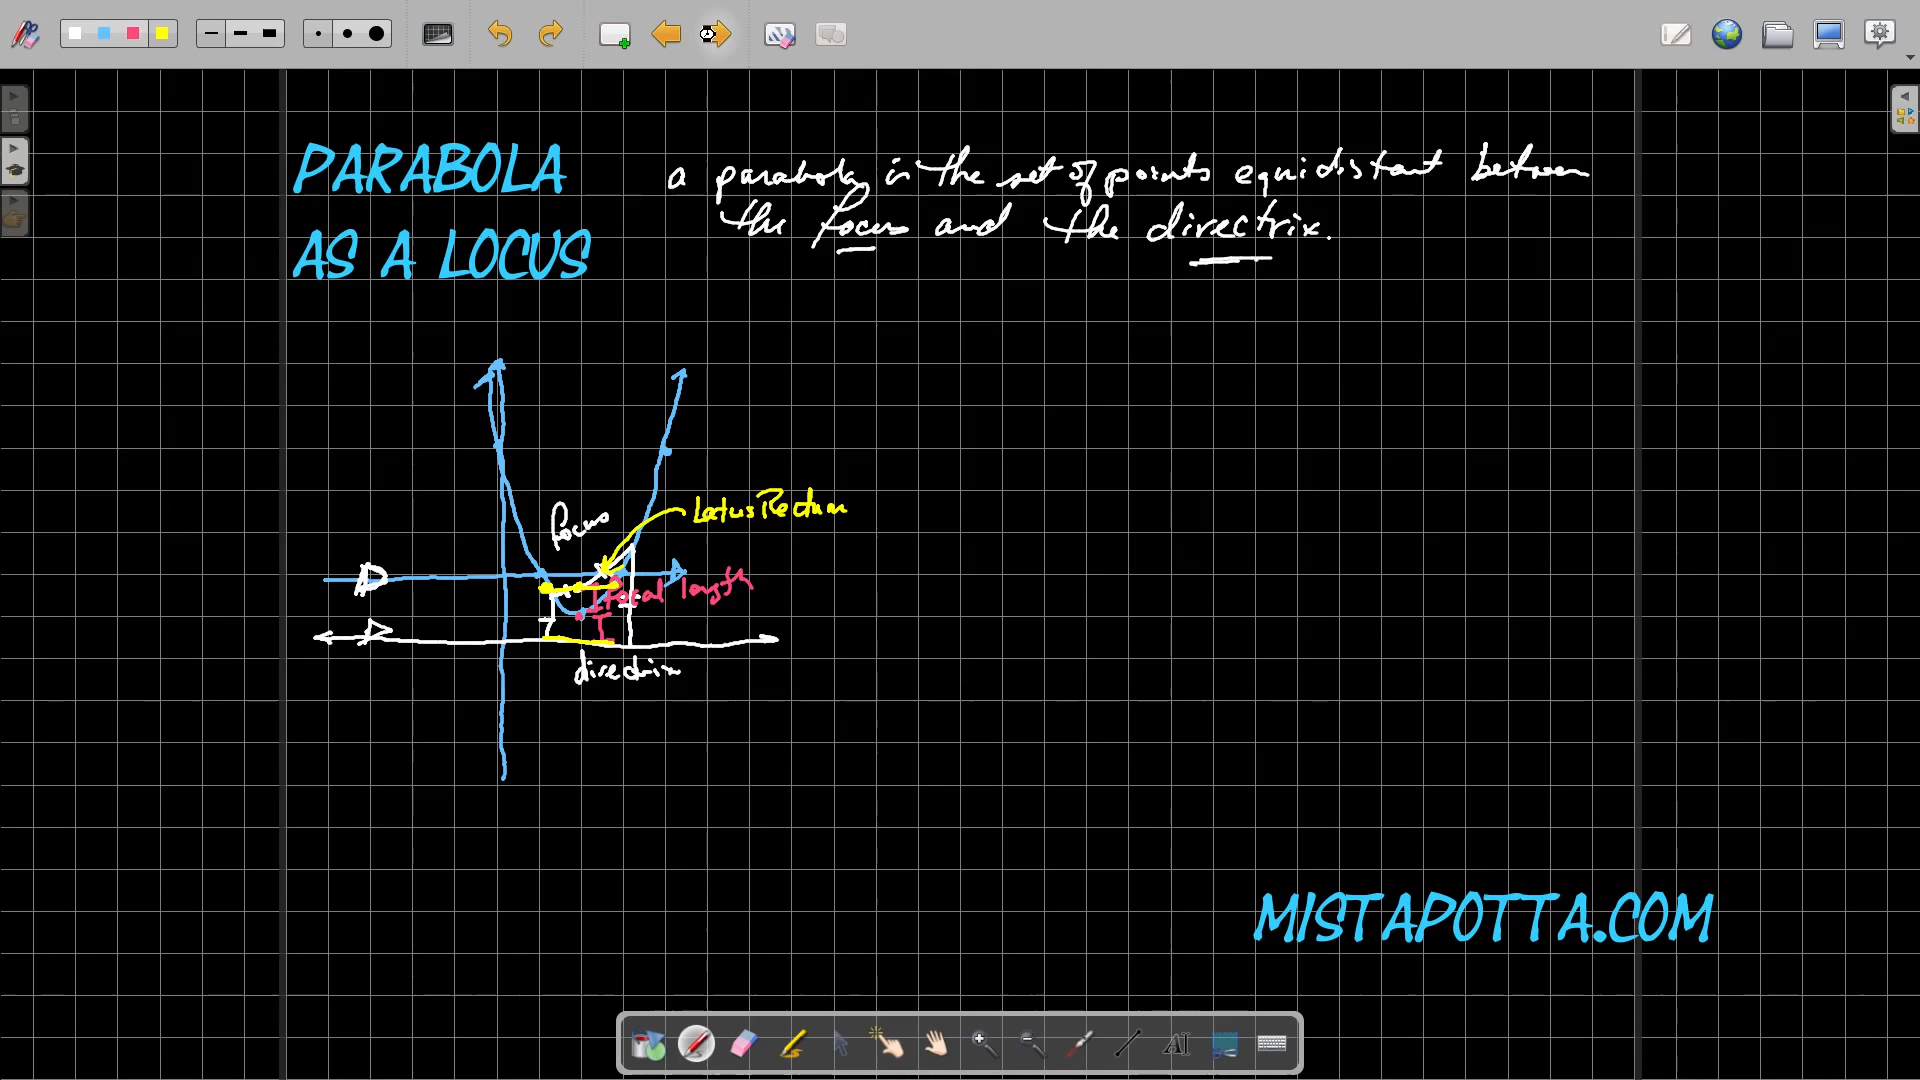 PARABOLA
AS A LOCUS
a parabola is the set of points equidistant between
the focus and the directrix.
focus
Latus Rectum
focal length
directrix
MISTAPOTTA.COM